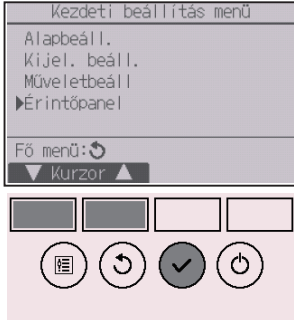 Kezdeti beállítás menü
Alapbeáll.
Kijel. beáll.
Műveletbeáll
▶Érintőpanel
Fő menü:
▼ Kurzor ▲